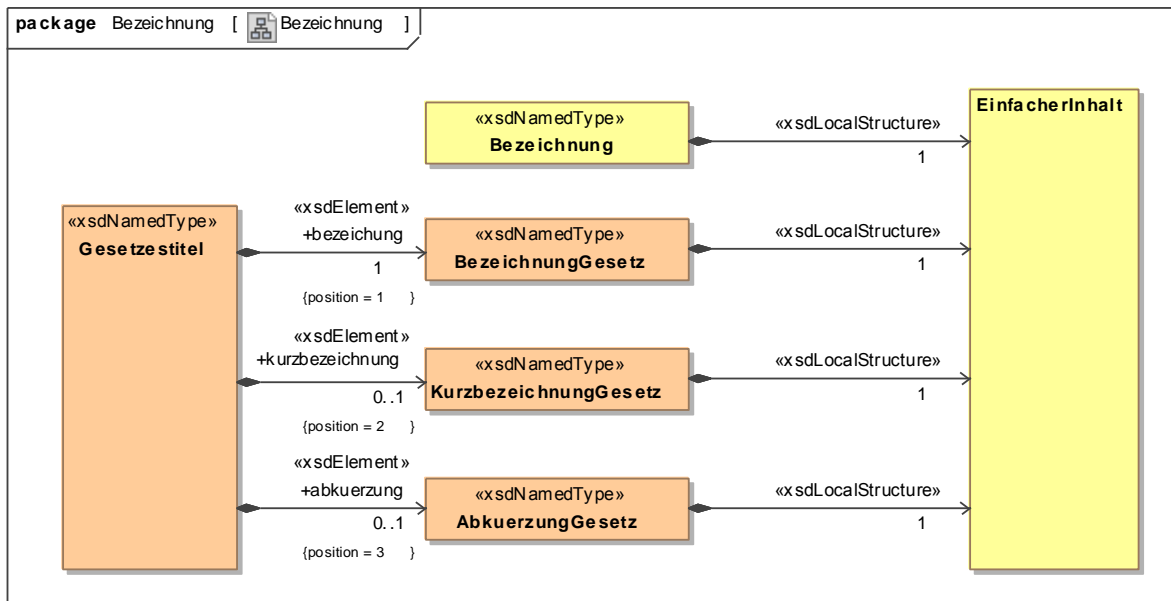 package Bezeichnung [ Bezeichnung ]
«xsdNamedType»
Bezeichnung
«xsdLocalStructure»
1
EinfacherInhalt
«xsdNamedType»
Gesetzestitel
«xsdElement»
+bezeichung
1
{position = 1 }
«xsdNamedType»
BezeichnungGesetz
«xsdLocalStructure»
1
«xsdElement»
+kurzbezeichnung
0..1
{position = 2 }
«xsdNamedType»
KurzbezeichnungGesetz
«xsdLocalStructure»
1
«xsdElement»
+abkuerzung
0..1
{position = 3 }
«xsdNamedType»
AbkuerzungGesetz
«xsdLocalStructure»
1